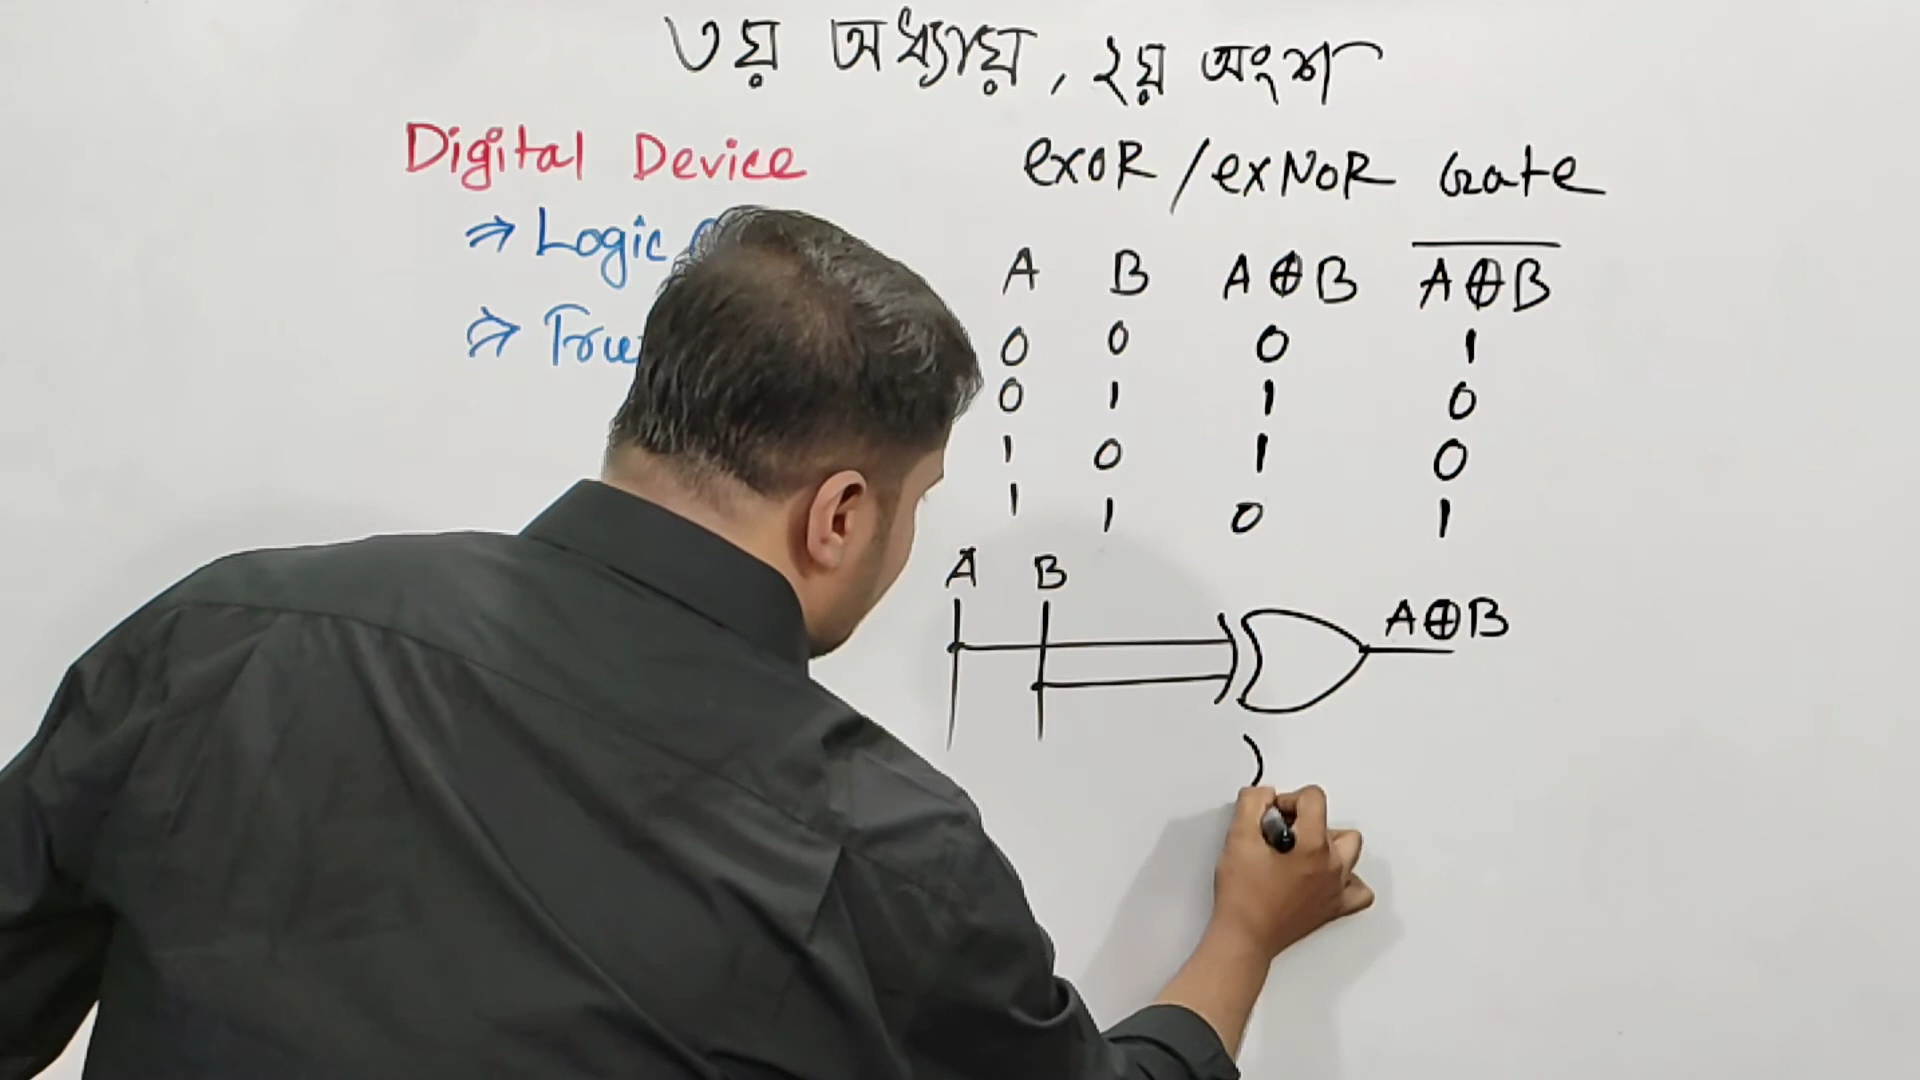 ৩য় অধ্যায়, ২য় অংশ
Digital Device
⇒ Logic
⇒
exOR / exNOR Gate
A B A ⊕ B \overline{A ⊕ B}
0 0 0 1
0 1 1 0
1 0 1 0
1 1 0 1
A B
A⊕B